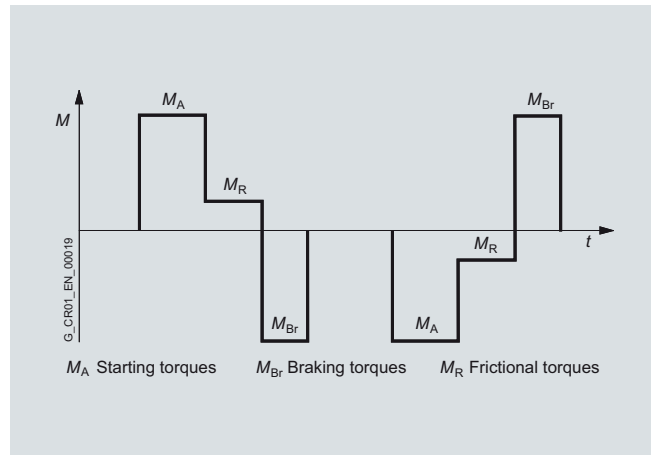 M_A
M_Br
M
M_R
M_R
t
M_Br
M_A
G_CR01_EN_00019
M_A Starting torques M_Br Braking torques M_R Frictional torques